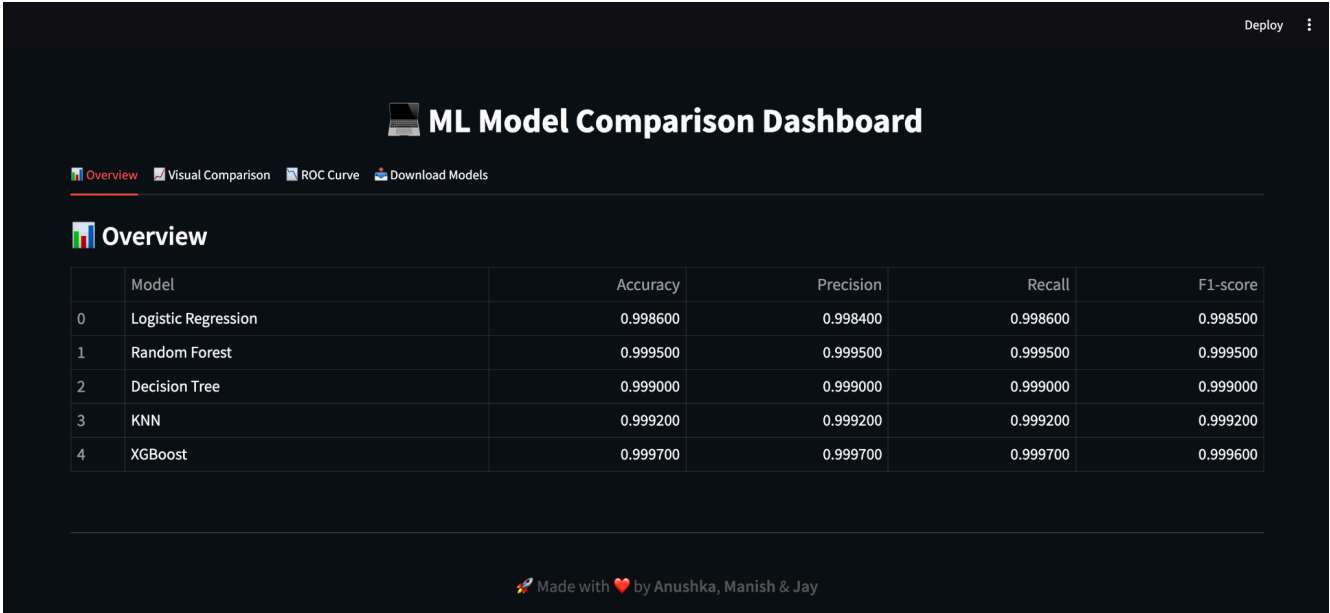 Deploy
ML Model Comparison Dashboard
Overview Visual Comparison ROC Curve Download Models
Overview
Model Accuracy Precision Recall F1-score
0 Logistic Regression 0.998600 0.998400 0.998600 0.998500
1 Random Forest 0.999500 0.999500 0.999500 0.999500
2 Decision Tree 0.999000 0.999000 0.999000 0.999000
3 KNN 0.999200 0.999200 0.999200 0.999200
4 XGBoost 0.999700 0.999700 0.999700 0.999600
🚀 Made with ❤️ by Anushka, Manish & Jay